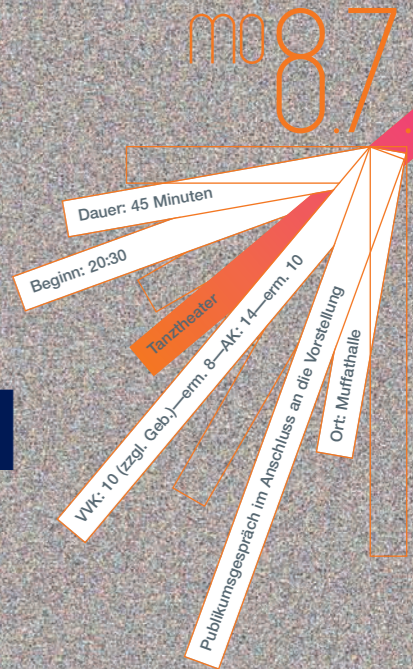 mo 8.7
Dauer: 45 Minuten
Beginn: 20:30
Tanztheater
VVK: 10 (zzgl. Geb.)—erm. 8—AK: 14—erm. 10
Publikumsgespräch im Anschluss an die Vorstellung
Ort: Muffathalle